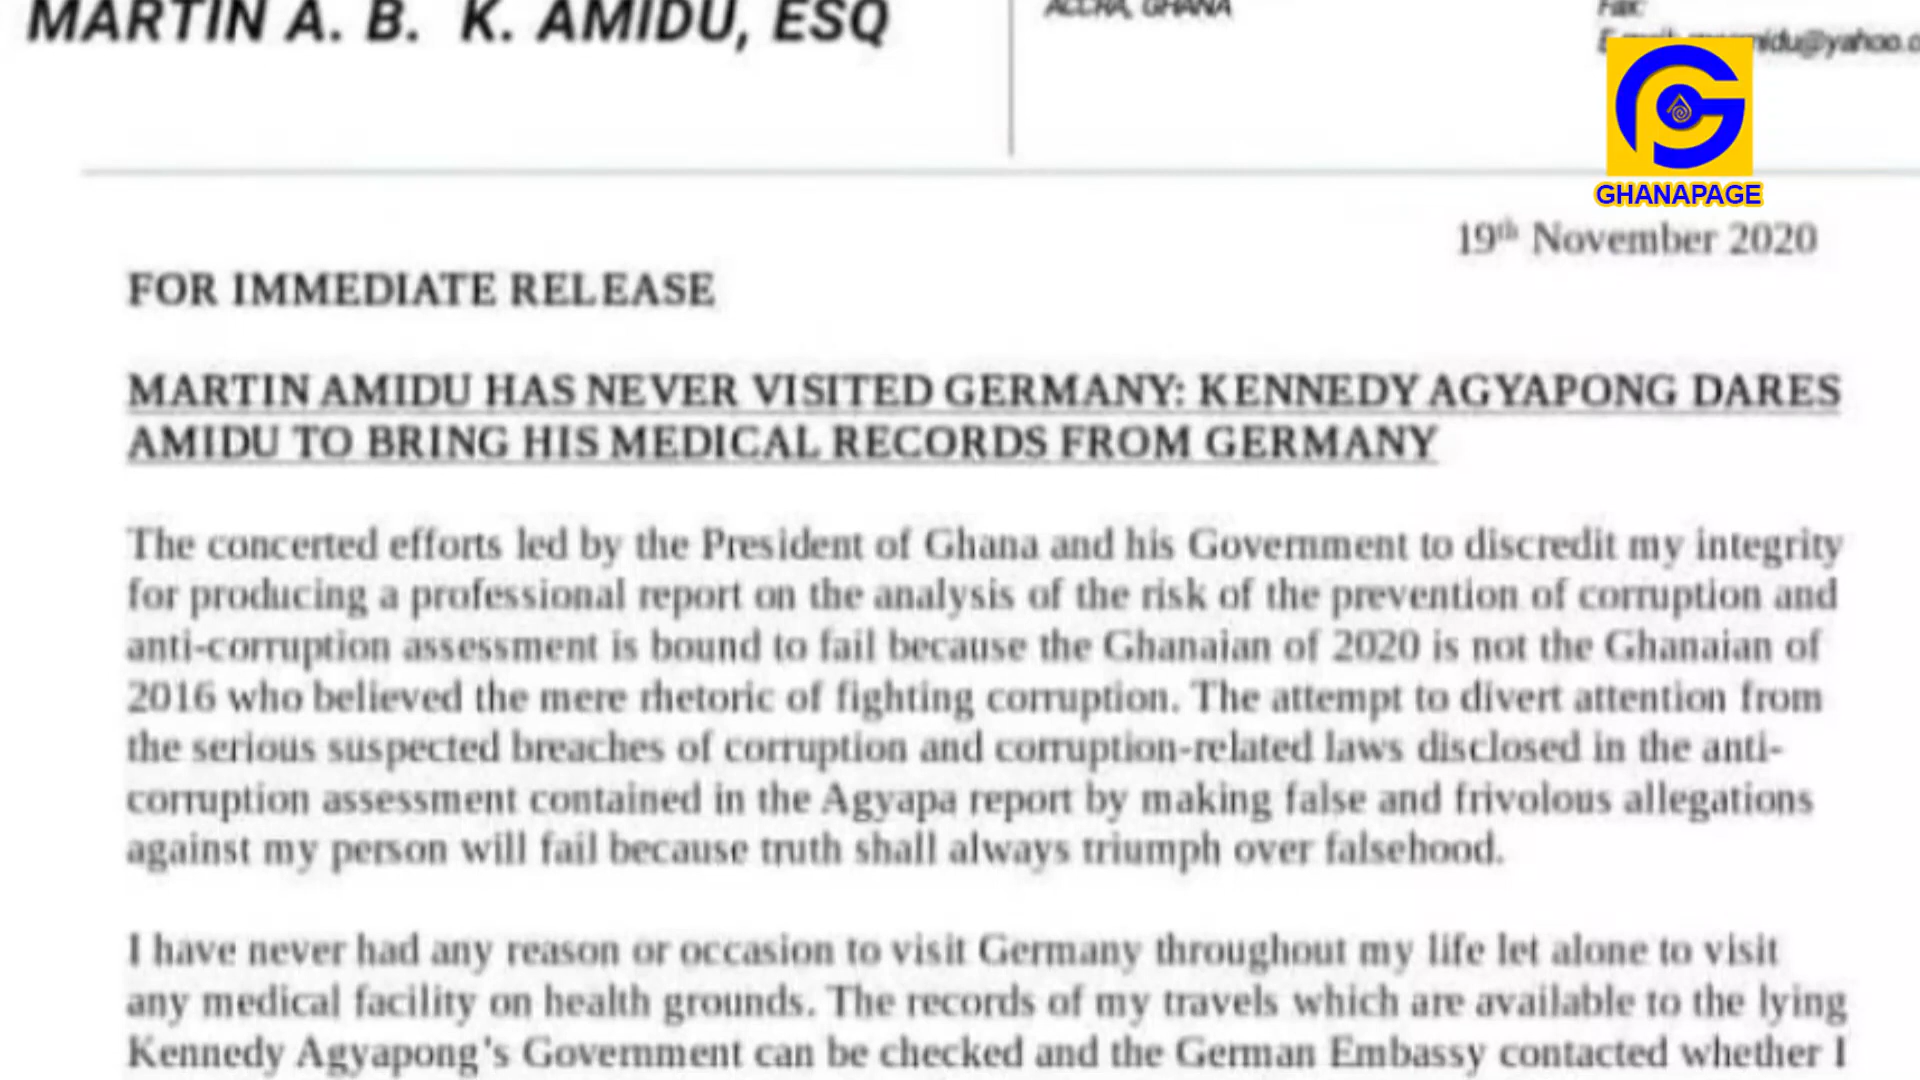 MARTIN A. B. K. AMIDU, ESQ
ACCRA, GHANA
Fax:
GHANAPAGE
19th November 2020
FOR IMMEDIATE RELEASE
MARTIN AMIDU HAS NEVER VISITED GERMANY: KENNEDY AGYAPONG DARES
AMIDU TO BRING HIS MEDICAL RECORDS FROM GERMANY
The concerted efforts led by the President of Ghana and his Government to discredit my integrity
for producing a professional report on the analysis of the risk of the prevention of corruption and
anti-corruption assessment is bound to fail because the Ghanaian of 2020 is not the Ghanaian of
2016 who believed the mere rhetoric of fighting corruption. The attempt to divert attention from
the serious suspected breaches of corruption and corruption-related laws disclosed in the anti-
corruption assessment contained in the Agyapa report by making false and frivolous allegations
against my person will fail because truth shall always triumph over falsehood.
I have never had any reason or occasion to visit Germany throughout my life let alone to visit
any medical facility on health grounds. The records of my travels which are available to the lying
Kennedy Agyapong's Government can be checked and the German Embassy contacted whether I